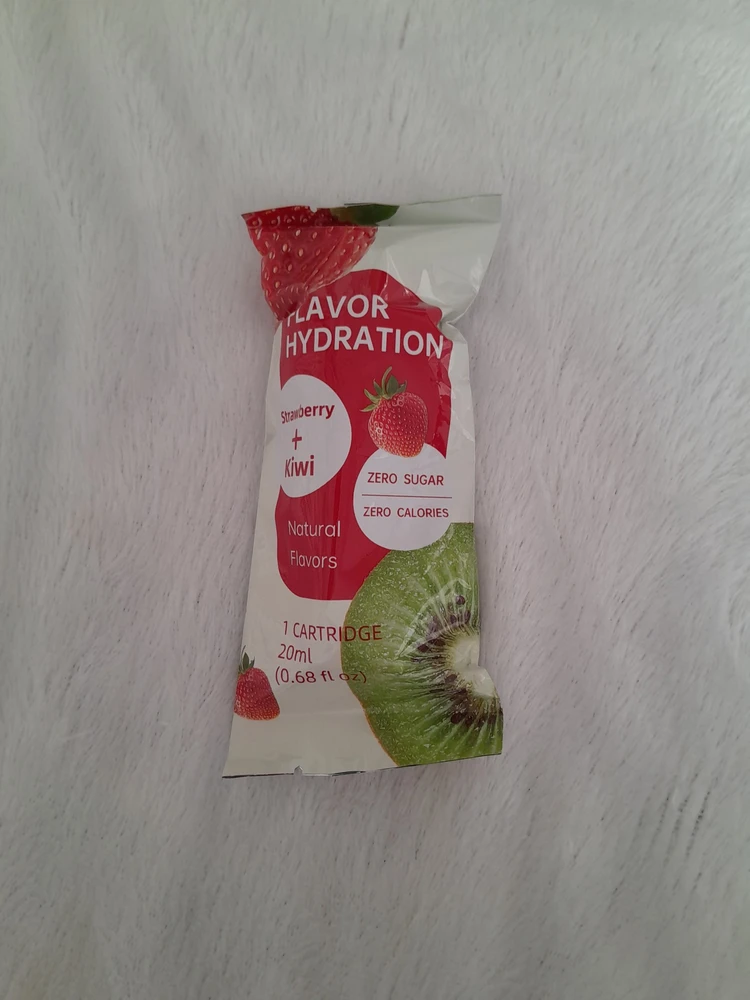 FLAVOR
HYDRATION
Strawberry
+
Kiwi
ZERO SUGAR
ZERO CALORIES
Natural
Flavors
1 CARTRIDGE
20ml
(0.68 fl oz)